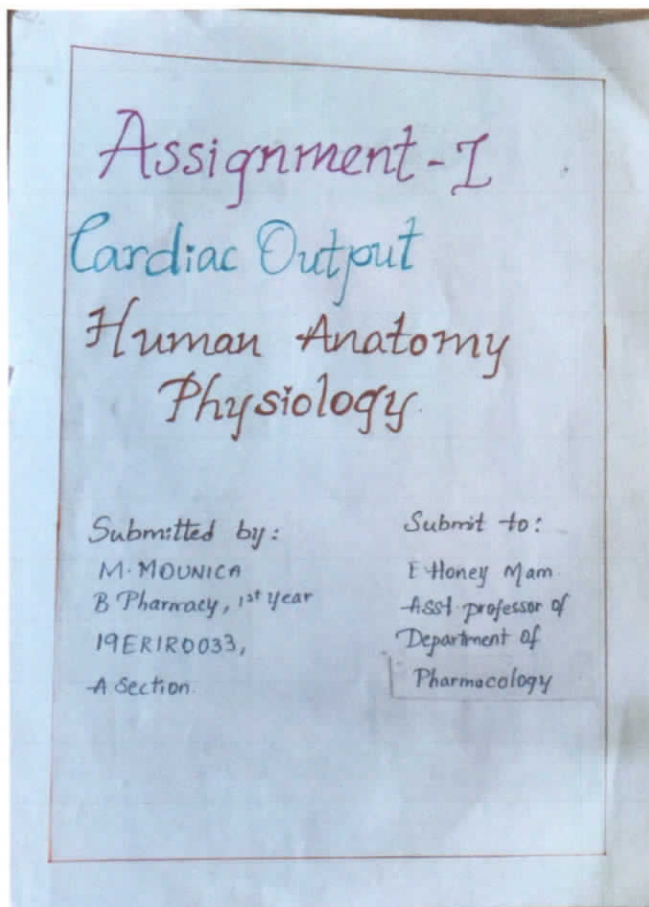 Assignment-I
Cardiac Output
Human Anatomy
Physiology.
Submitted by:
M. MOUNICA
B Pharmacy, 1st year
19ER1R0033,
A Section.
Submit to:
E Honey Mam
Asst. professor of
Department of
Pharmacology